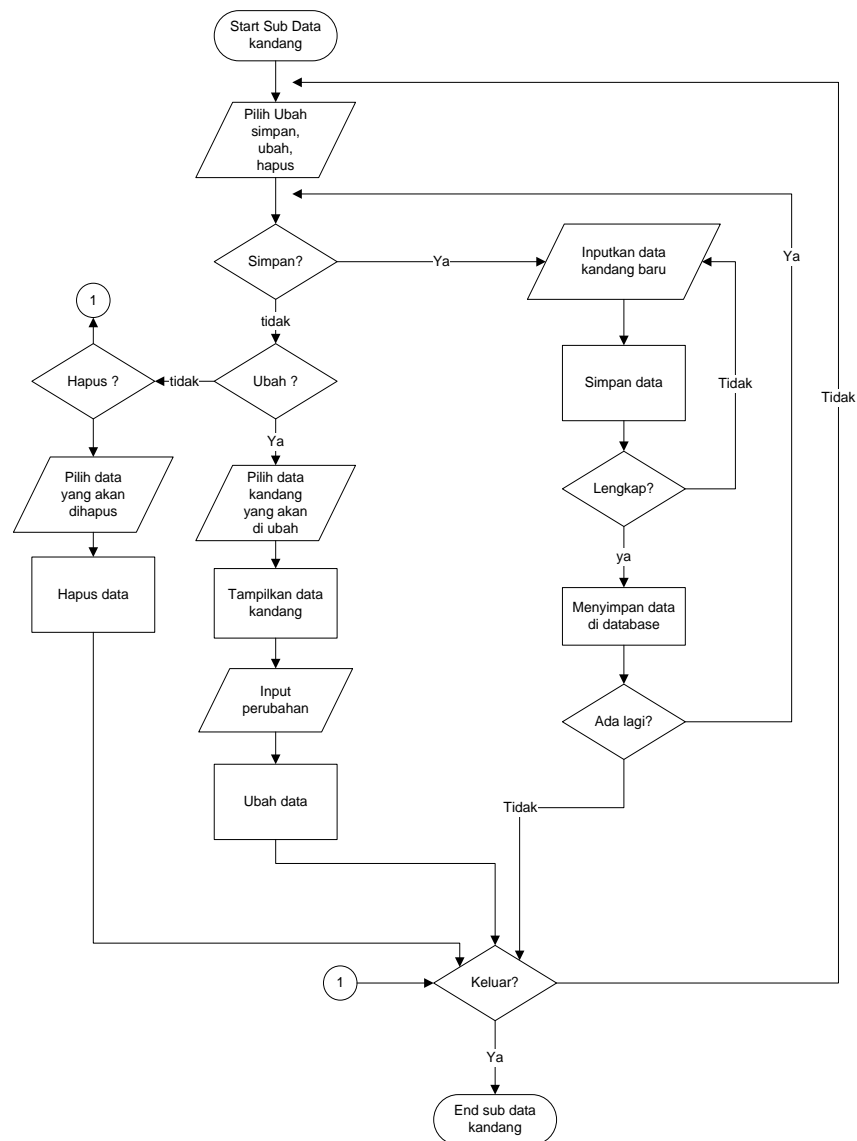 Start Sub Data
kandang
Pilih Ubah
simpan,
ubah,
hapus
Simpan?
Ya
Inputkan data
kandang baru
Ya
1
tidak
Hapus ?
tidak
Ubah ?
Simpan data
Tidak
Tidak
Ya
Pilih data
yang akan
dihapus
Pilih data
kandang
yang akan
di ubah
Lengkap?
ya
Hapus data
Tampilkan data
kandang
Menyimpan data
di database
Input
perubahan
Ada lagi?
Ubah data
Tidak
1
Keluar?
Ya
End sub data
kandang